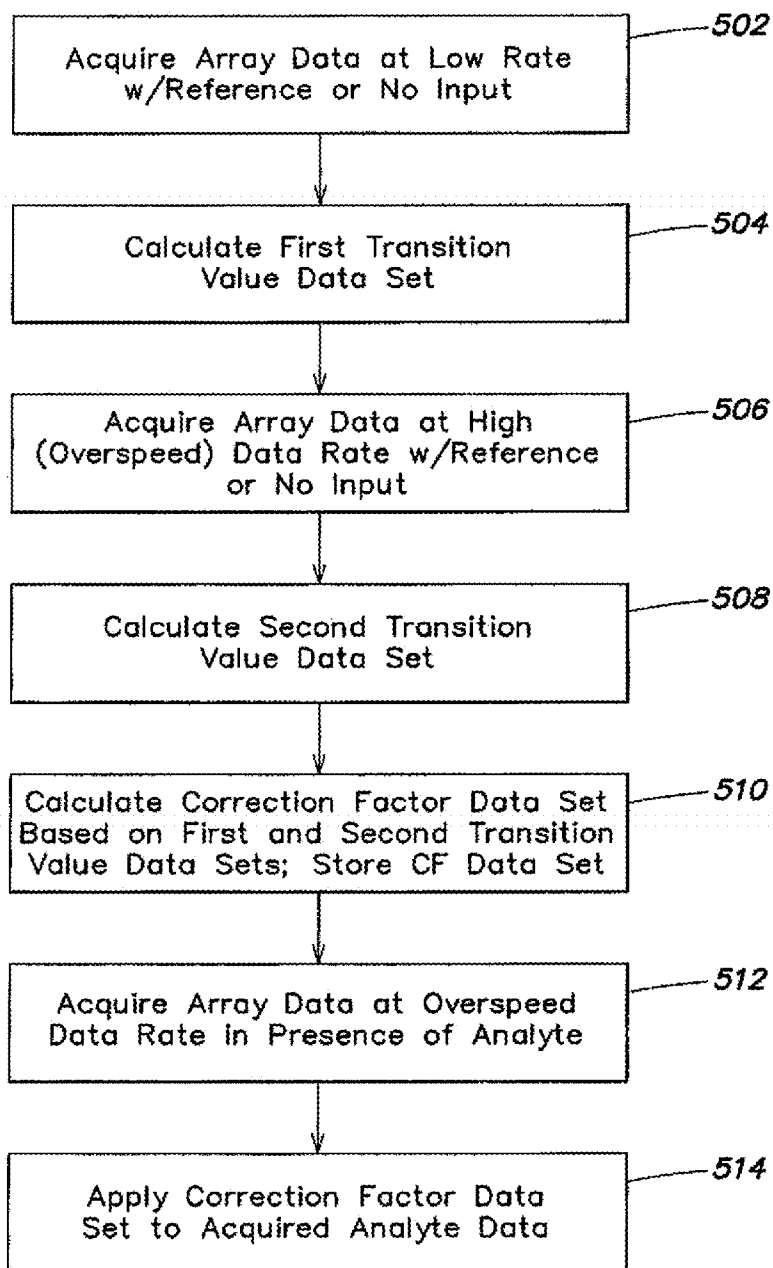 502
Acquire Array Data at Low Rate
w/Reference or No Input
504
Calculate First Transition
Value Data Set
506
Acquire Array Data at High
(Overspeed) Data Rate w/Reference
or No Input
508
Calculate Second Transition
Value Data Set
510
Calculate Correction Factor Data Set
Based on First and Second Transition
Value Data Sets; Store CF Data Set
512
Acquire Array Data at Overspeed
Data Rate in Presence of Analyte
514
Apply Correction Factor Data
Set to Acquired Analyte Data